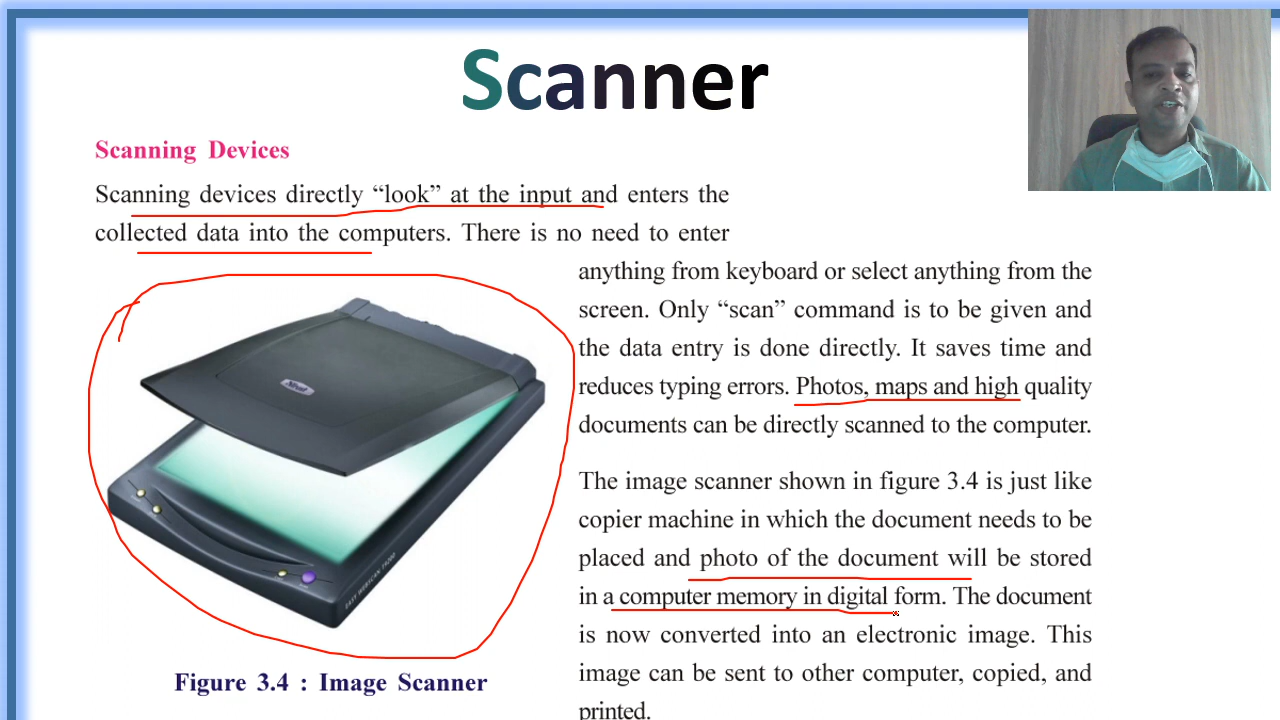 Scanner
Scanning Devices
Scanning devices directly “look” at the input and enters the
collected data into the computers. There is no need to enter
anything from keyboard or select anything from the
screen. Only “scan” command is to be given and
the data entry is done directly. It saves time and
reduces typing errors. Photos, maps and high quality
documents can be directly scanned to the computer.
The image scanner shown in figure 3.4 is just like
copier machine in which the document needs to be
placed and photo of the document will be stored
in a computer memory in digital form. The document
is now converted into an electronic image. This
image can be sent to other computer, copied, and
printed.
Figure 3.4 : Image Scanner